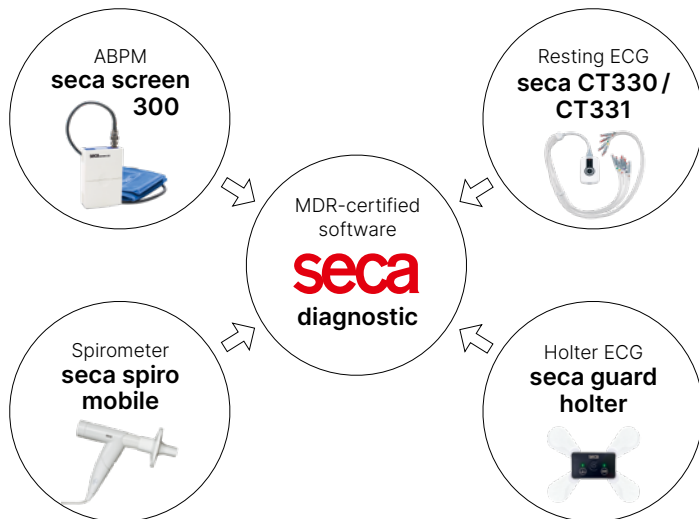 ABPM
seca screen
300
Resting ECG
seca CT330 /
CT331
MDR-certified
software
seca
diagnostic
Spirometer
seca spiro
mobile
Holter ECG
seca guard
holter
seca